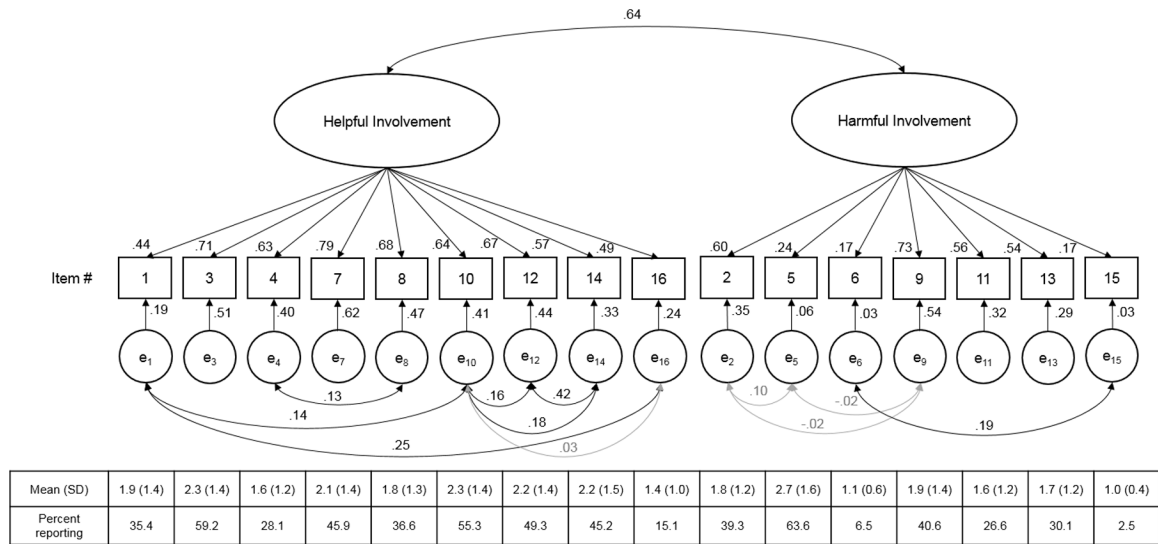 .64
Helpful Involvement
Harmful Involvement
.44 .71 .63 .79 .68 .64 .67 .57 .49 .60 .24 .17 .73 .56 .54 .17
Item # 1 3 4 7 8 10 12 14 16 2 5 6 9 11 13 15
.19 .51 .40 .62 .47 .41 .44 .33 .24 .35 .06 .03 .54 .32 .29 .03
e1 e3 e4 e7 e8 e10 e12 e14 e16 e2 e5 e6 e9 e11 e13 e15
.13 .16 .42 .10 -.02
.14 .18 -.02 .19
.25 .03
Mean (SD) 1.9 (1.4) 2.3 (1.4) 1.6 (1.2) 2.1 (1.4) 1.8 (1.3) 2.3 (1.4) 2.2 (1.4) 2.2 (1.5) 1.4 (1.0) 1.8 (1.2) 2.7 (1.6) 1.1 (0.6) 1.9 (1.4) 1.6 (1.2) 1.7 (1.2) 1.0 (0.4)
Percent
reporting 35.4 59.2 28.1 45.9 36.6 55.3 49.3 45.2 15.1 39.3 63.6 6.5 40.6 26.6 30.1 2.5